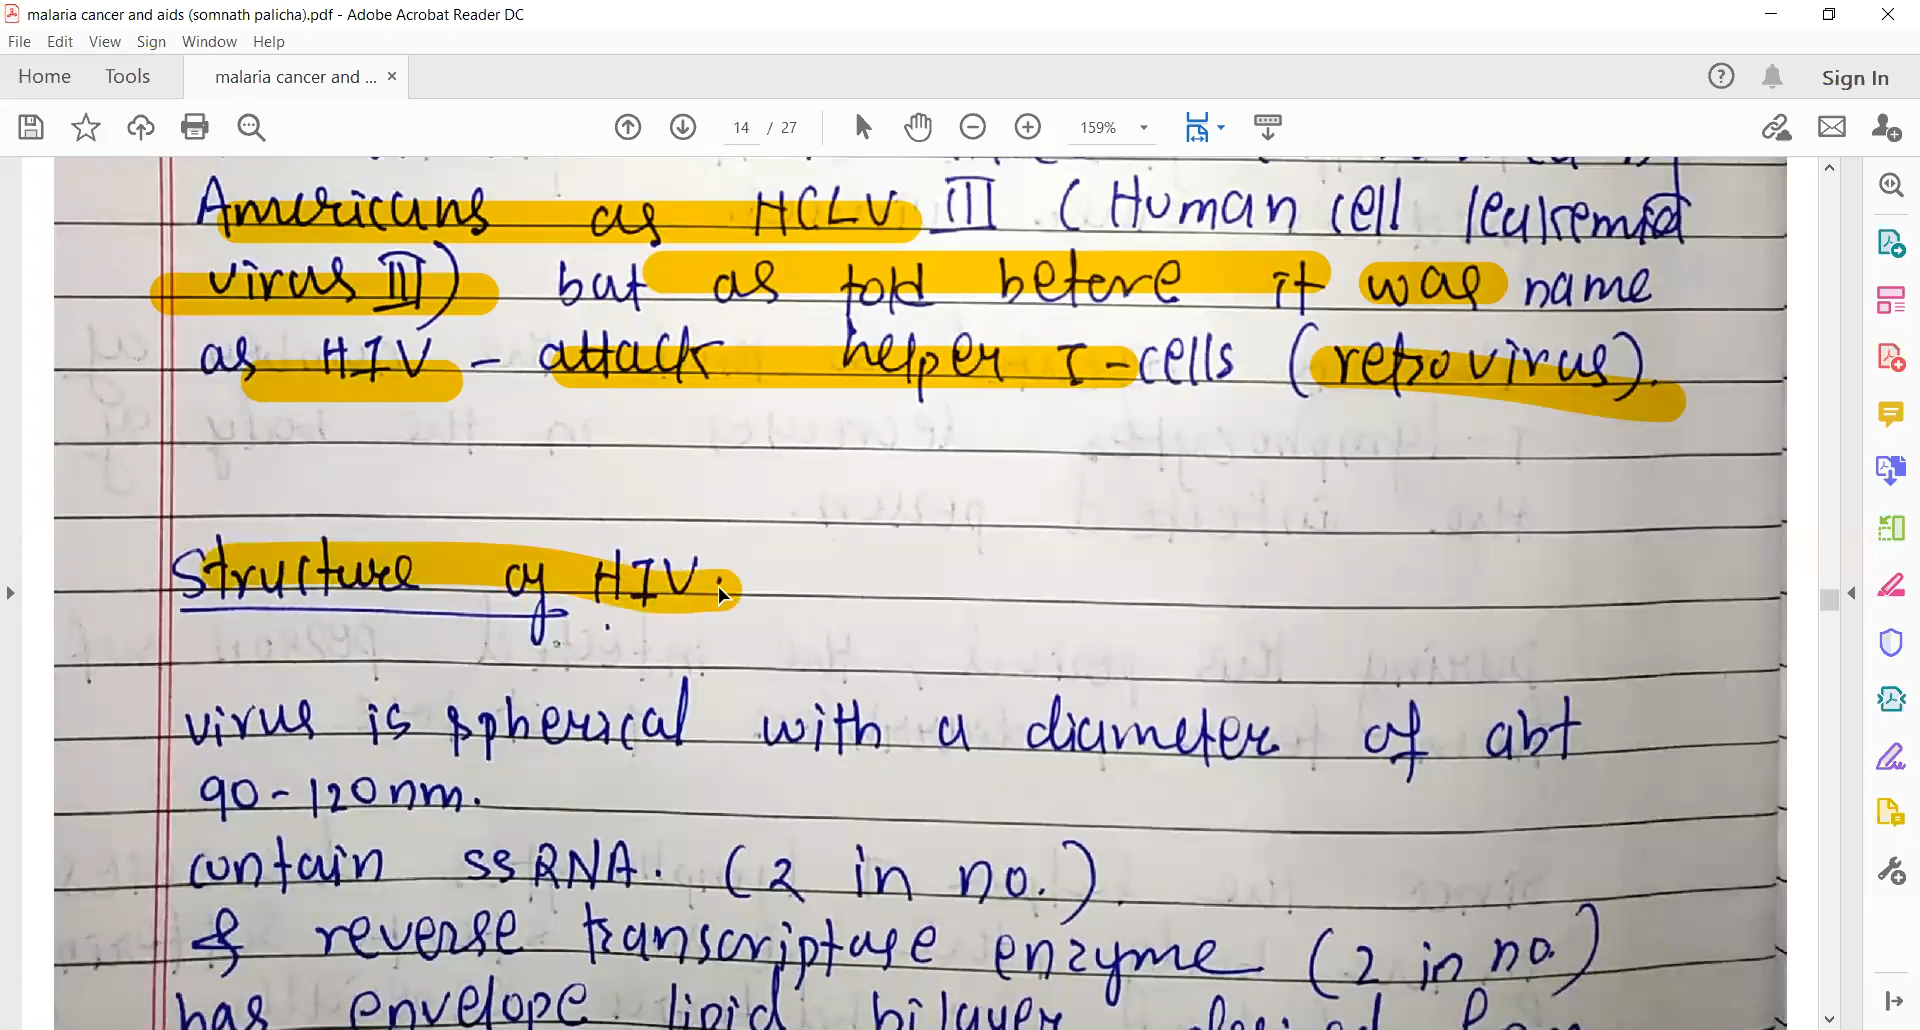 malaria cancer and aids (somnath palicha).pdf - Adobe Acrobat Reader DC
File Edit View Sign Window Help
Home Tools malaria cancer and ... × Sign In
14 / 27 159%
Americans as HCLV III (Human cell leukemia
virus III) but as told before it was name
as HIV - attack helper T-cells (retrovirus).
Structure of HIV:
virus is spherical with a diameter of abt
90-120nm.
contain ssRNA. (2 in no.)
& reverse transcriptase enzyme (2 in no.)
has envelope lipid bilayer